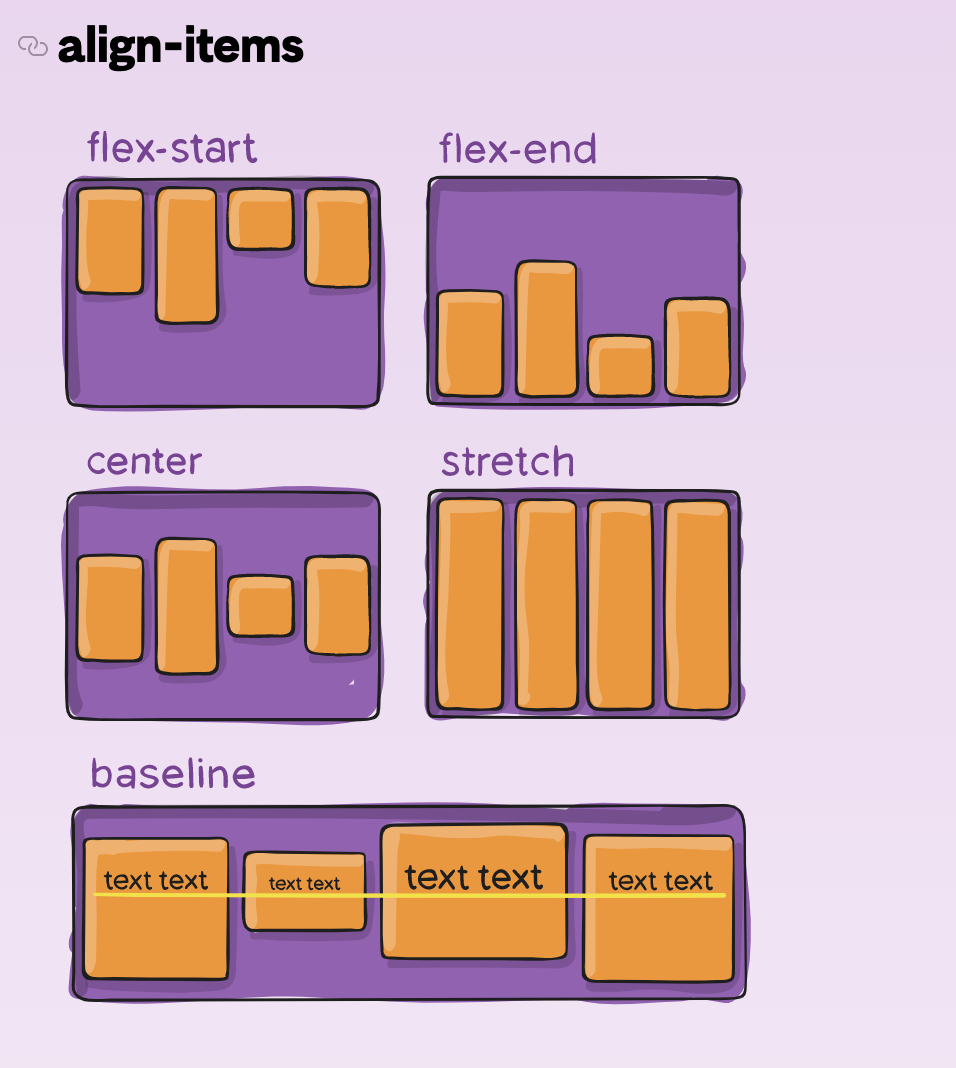 align-items
flex-start
flex-end
center
stretch
baseline
text text
text text
text text
text text